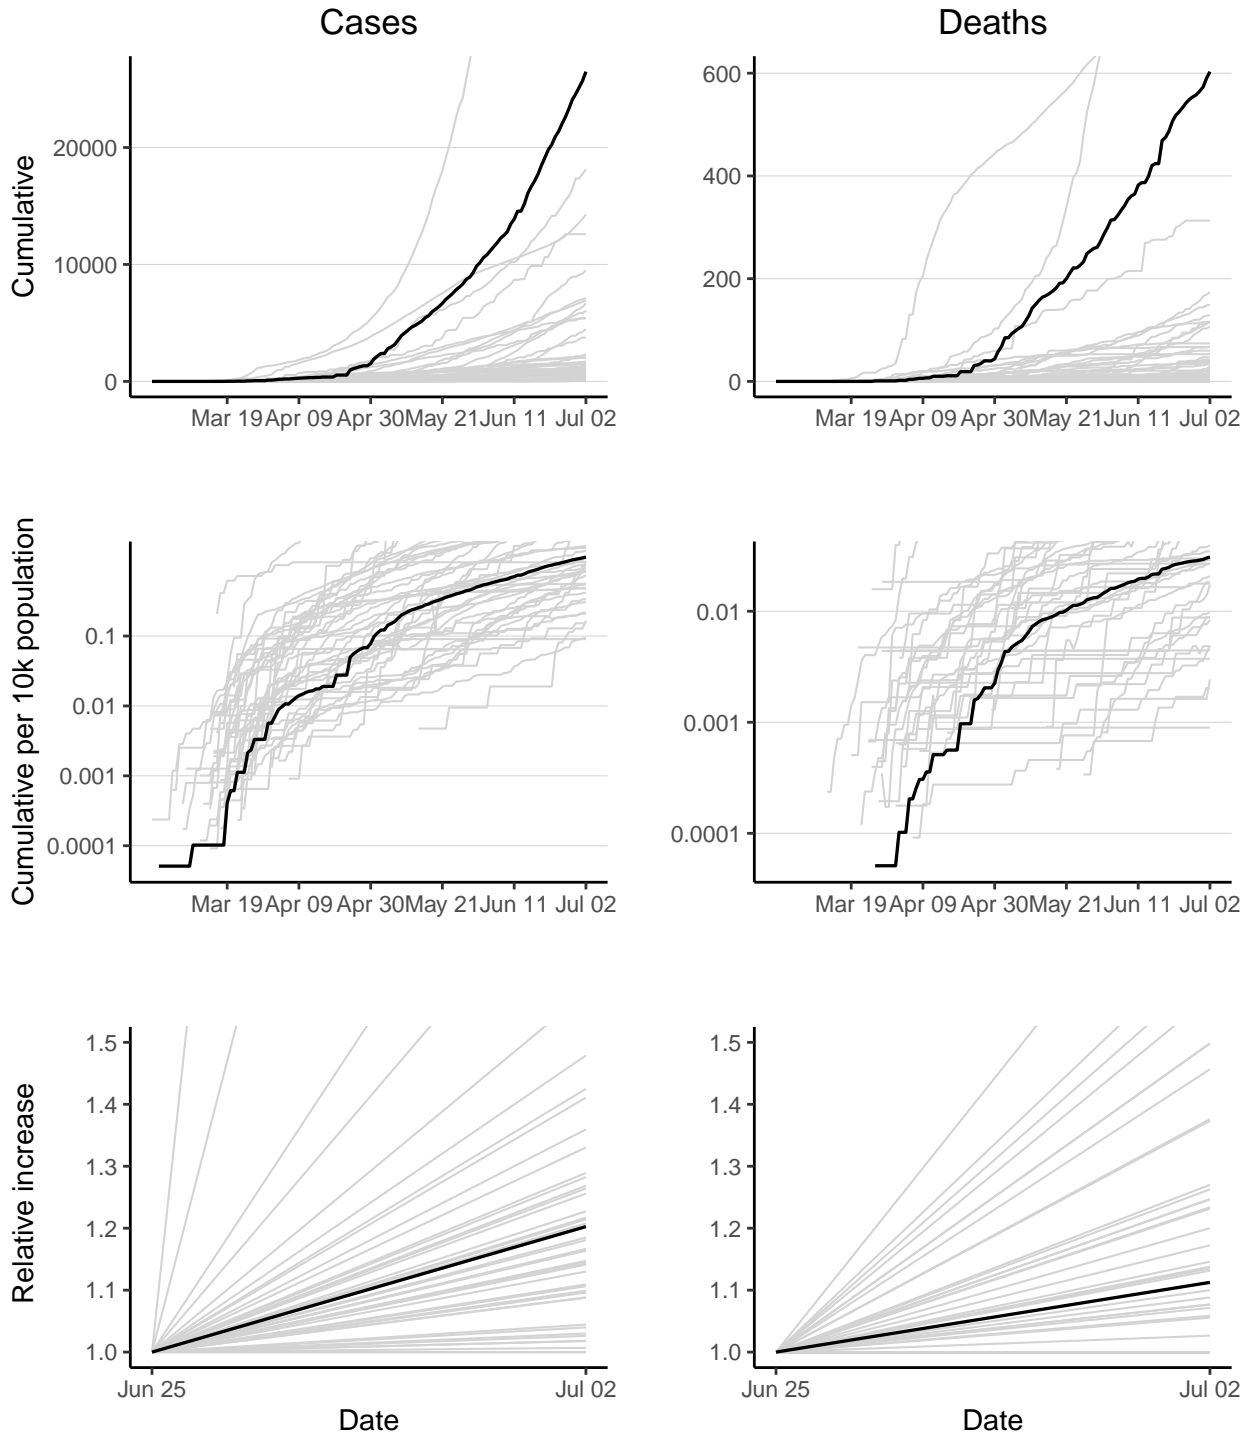 Cases
Deaths
Cumulative
20000
10000
0
Mar 19 Apr 09 Apr 30 May 21 Jun 11 Jul 02
600
400
200
0
Mar 19 Apr 09 Apr 30 May 21 Jun 11 Jul 02
Cumulative per 10k population
0.1
0.01
0.001
0.0001
Mar 19 Apr 09 Apr 30 May 21 Jun 11 Jul 02
0.01
0.001
0.0001
Mar 19 Apr 09 Apr 30 May 21 Jun 11 Jul 02
Relative increase
1.5
1.4
1.3
1.2
1.1
1.0
Jun 25 Jul 02
Date
1.5
1.4
1.3
1.2
1.1
1.0
Jun 25 Jul 02
Date